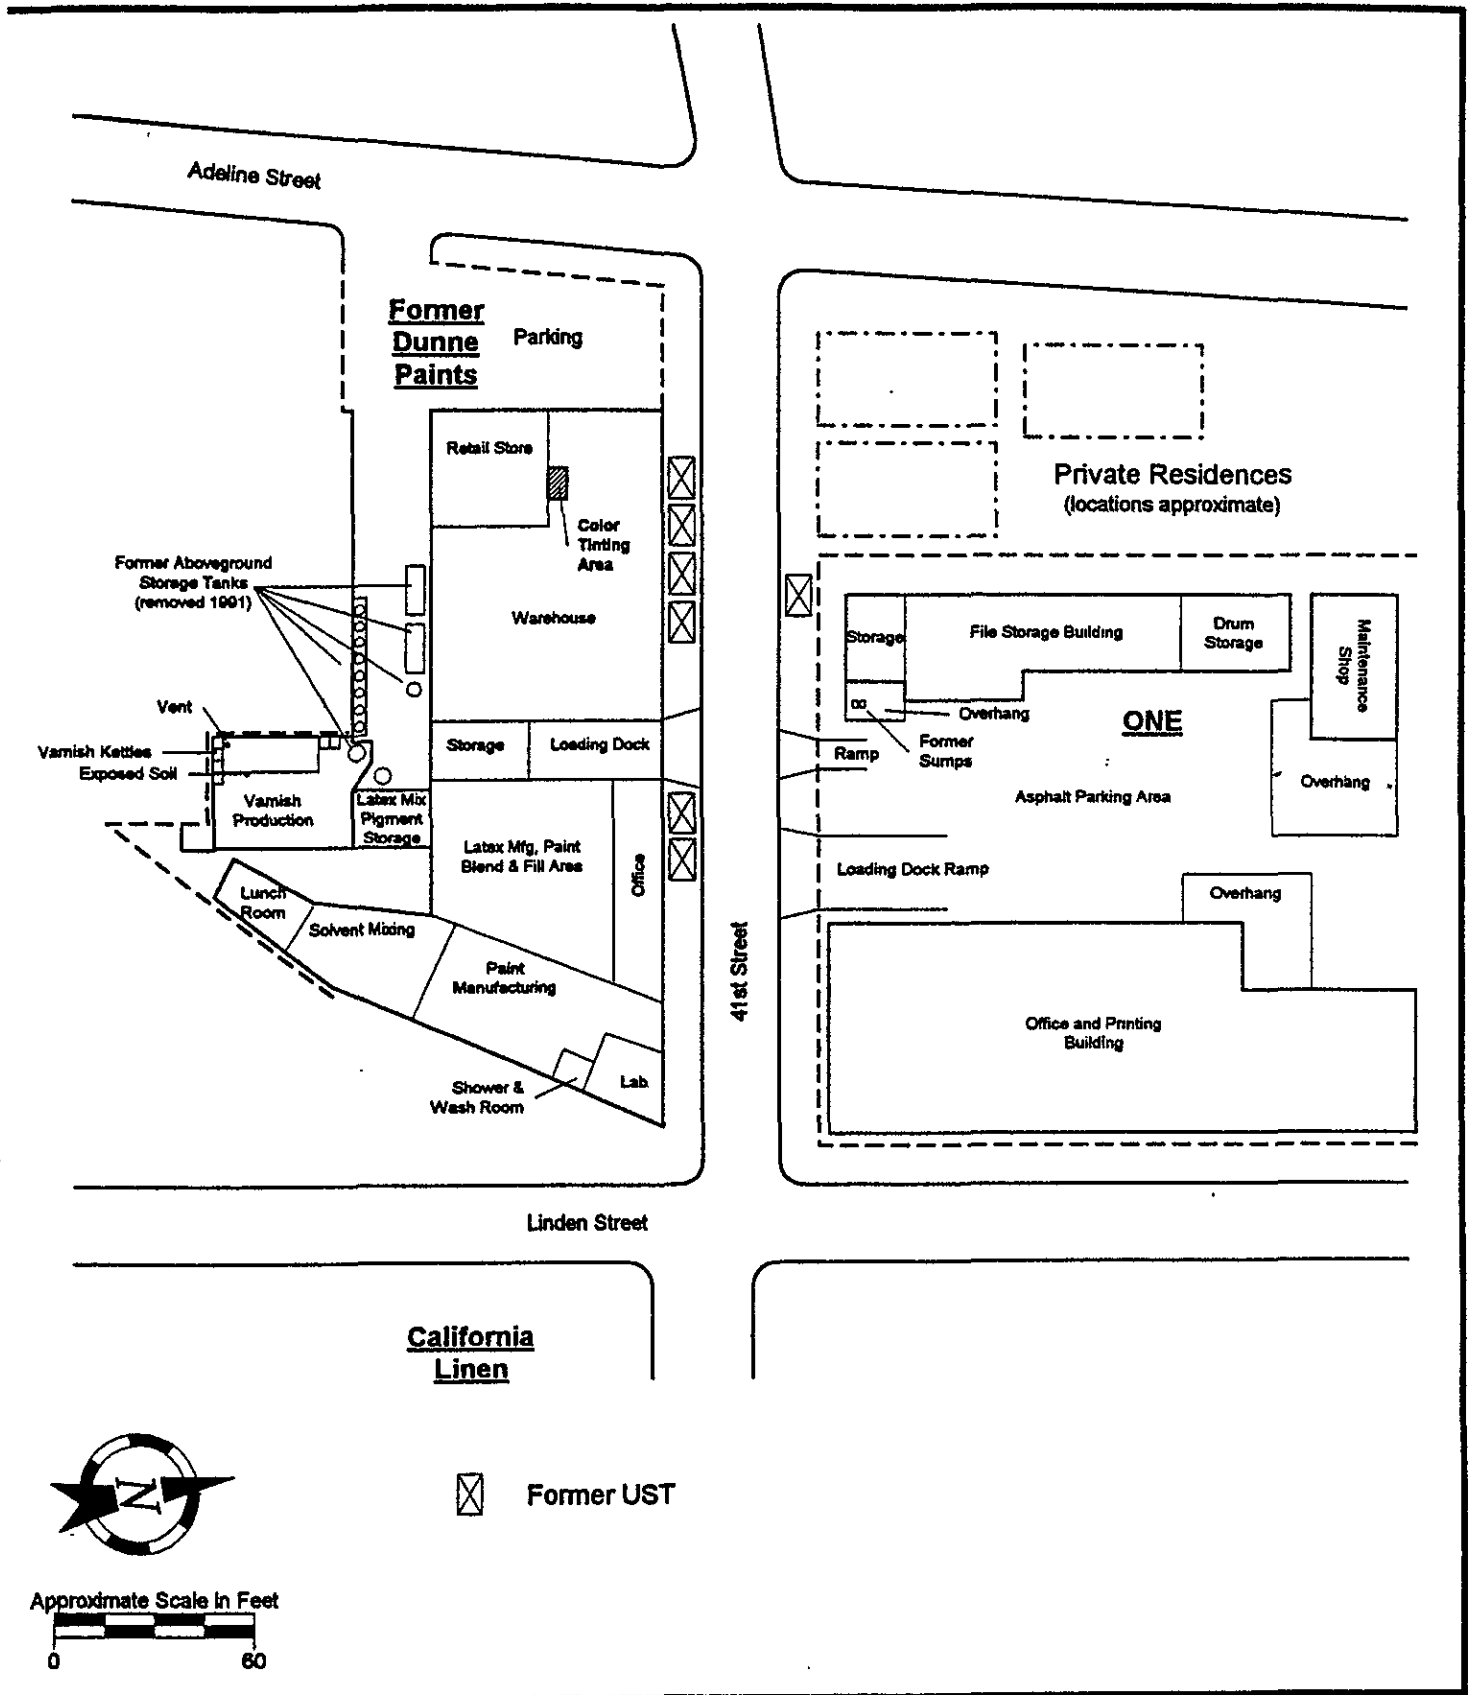 Adeline Street
Former
Dunne
Paints
Parking
Retail Store
Color
Tinting
Area
Private Residences
(locations approximate)
Former Aboveground
Storage Tanks
(removed 1991)
Warehouse
Storage
File Storage Building
Drum
Storage
Maintenance
Shop
Vent
Varnish Kettles
Exposed Soil
Storage
Loading Dock
Overhang
ONE
Ramp
Former
Sumps
Overhang
Asphalt Parking Area
Varnish
Production
Latex Mix
Pigment
Storage
Latex Mfg, Paint
Blend & Fill Area
Office
Loading Dock Ramp
Overhang
Lunch
Room
Solvent Mixing
Paint
Manufacturing
41st Street
Office and Printing
Building
Shower &
Wash Room
Lab
Linden Street
California
Linen
N
Former UST
Approximate Scale in Feet
0 60